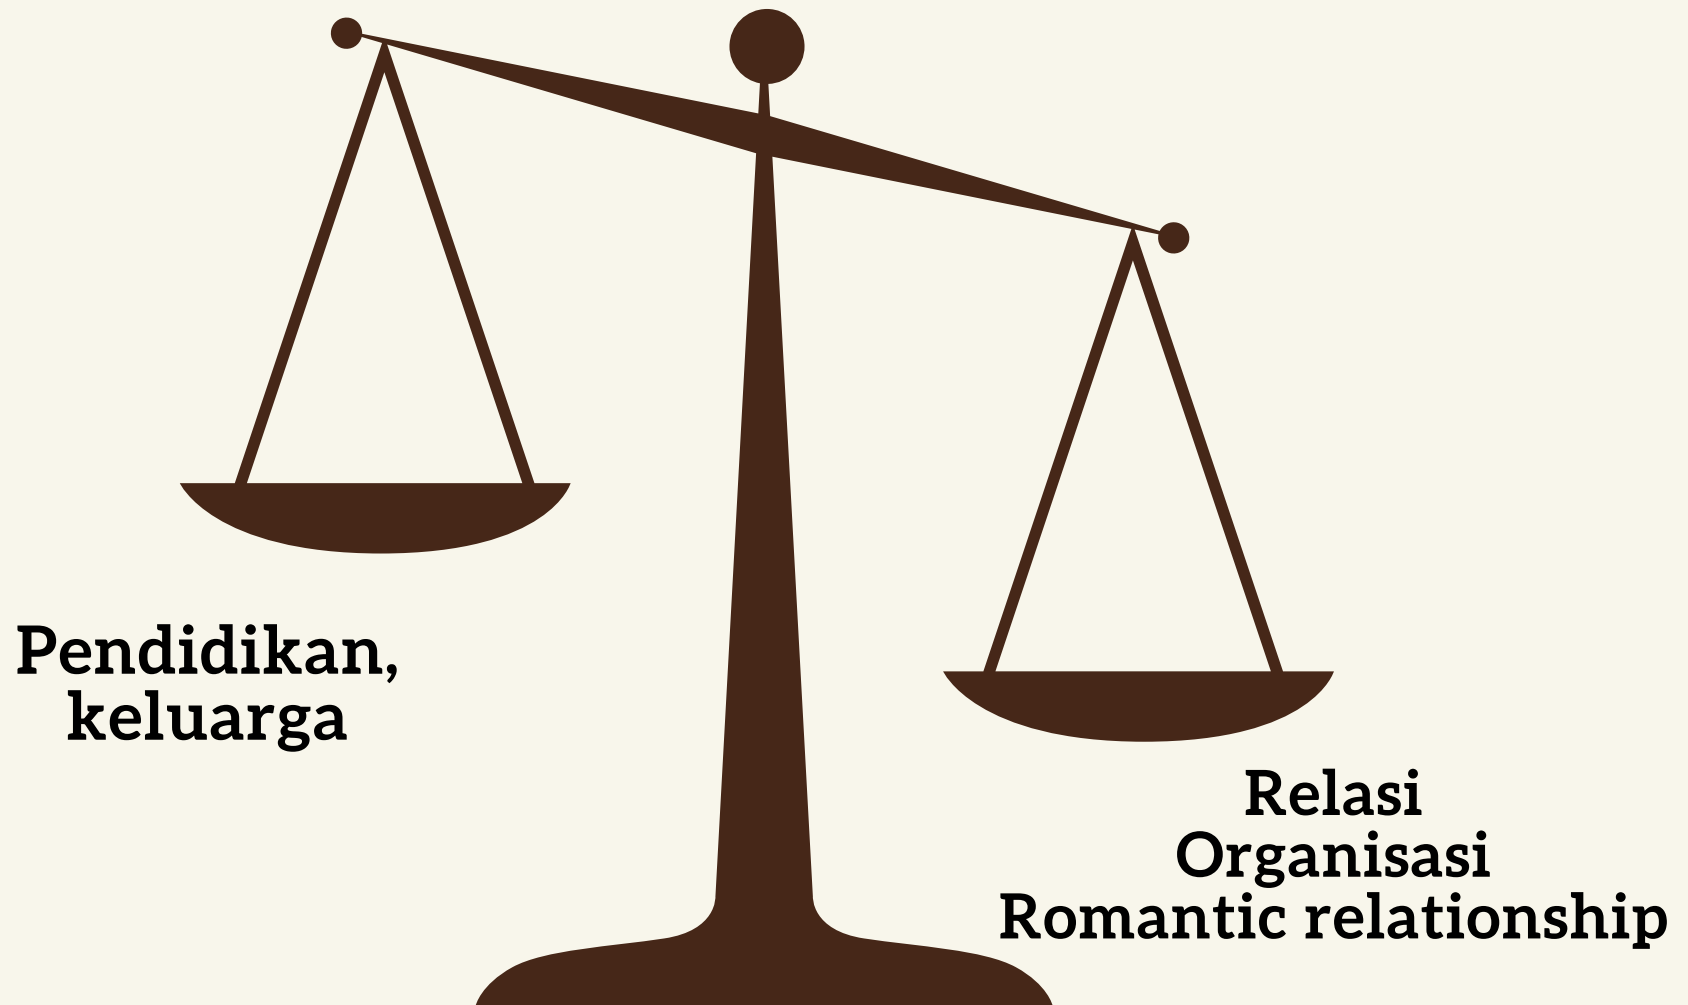 Pendidikan,
keluarga
Relasi
Organisasi
Romantic relationship